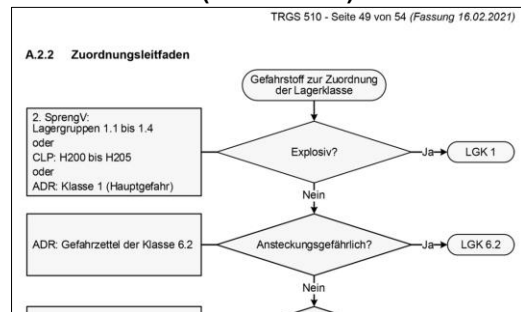 TRGS 510 - Seite 49 von 54 (Fassung 16.02.2021)
A.2.2 Zuordnungsleitfaden
Gefahrstoff zur Zuordnung
der Lagerklasse
2. SprengV:
Lagergruppen 1.1 bis 1.4
oder
CLP: H200 bis H205
oder
ADR: Klasse 1 (Hauptgefahr)
Explosiv?
Ja
LGK 1
Nein
ADR: Gefahrzettel der Klasse 6.2
Ansteckungsgefährlich?
Ja
LGK 6.2
Nein